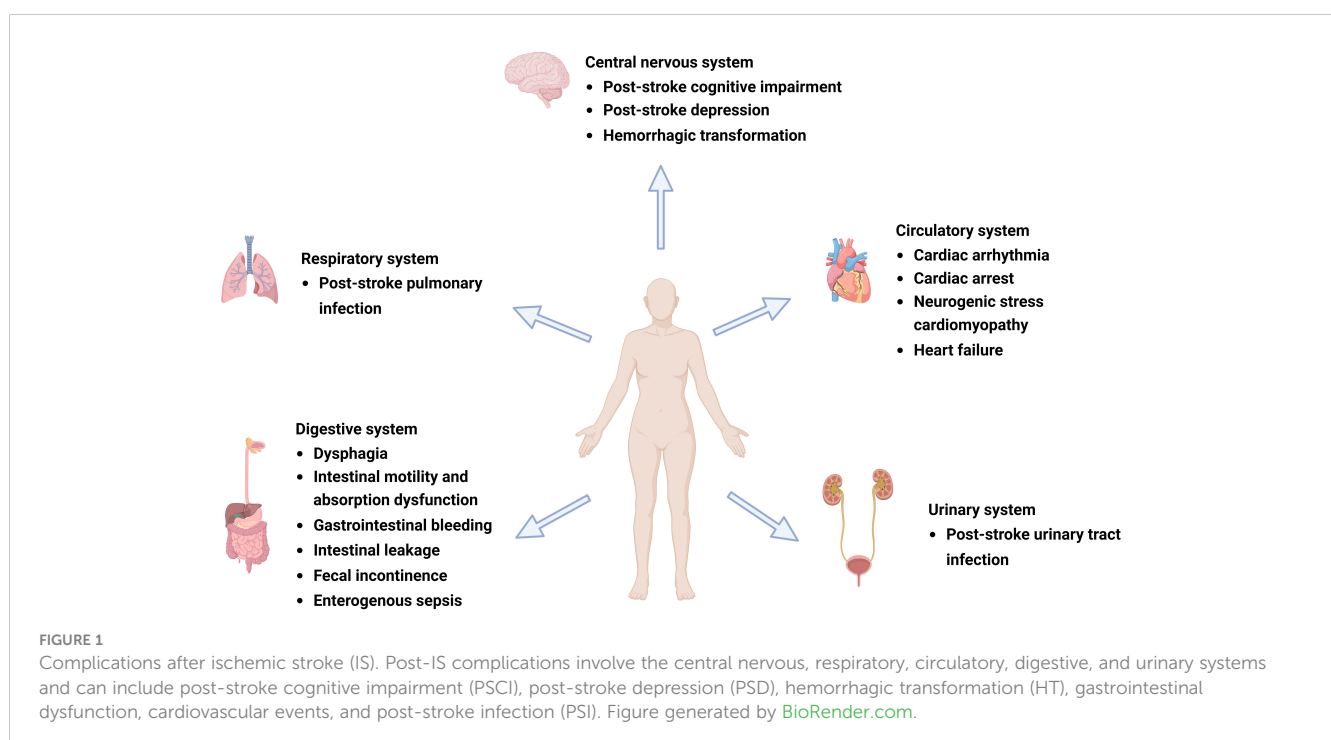 Central nervous system
• Post-stroke cognitive impairment
• Post-stroke depression
• Hemorrhagic transformation
Respiratory system
• Post-stroke pulmonary
infection
Circulatory system
• Cardiac arrhythmia
• Cardiac arrest
• Neurogenic stress
cardiomyopathy
• Heart failure
Digestive system
• Dysphagia
• Intestinal motility and
absorption dysfunction
• Gastrointestinal bleeding
• Intestinal leakage
• Fecal incontinence
• Enterogenous sepsis
Urinary system
• Post-stroke urinary tract
infection
FIGURE 1
Complications after ischemic stroke (IS). Post-IS complications involve the central nervous, respiratory, circulatory, digestive, and urinary systems
and can include post-stroke cognitive impairment (PSCI), post-stroke depression (PSD), hemorrhagic transformation (HT), gastrointestinal
dysfunction, cardiovascular events, and post-stroke infection (PSI). Figure generated by BioRender.com.